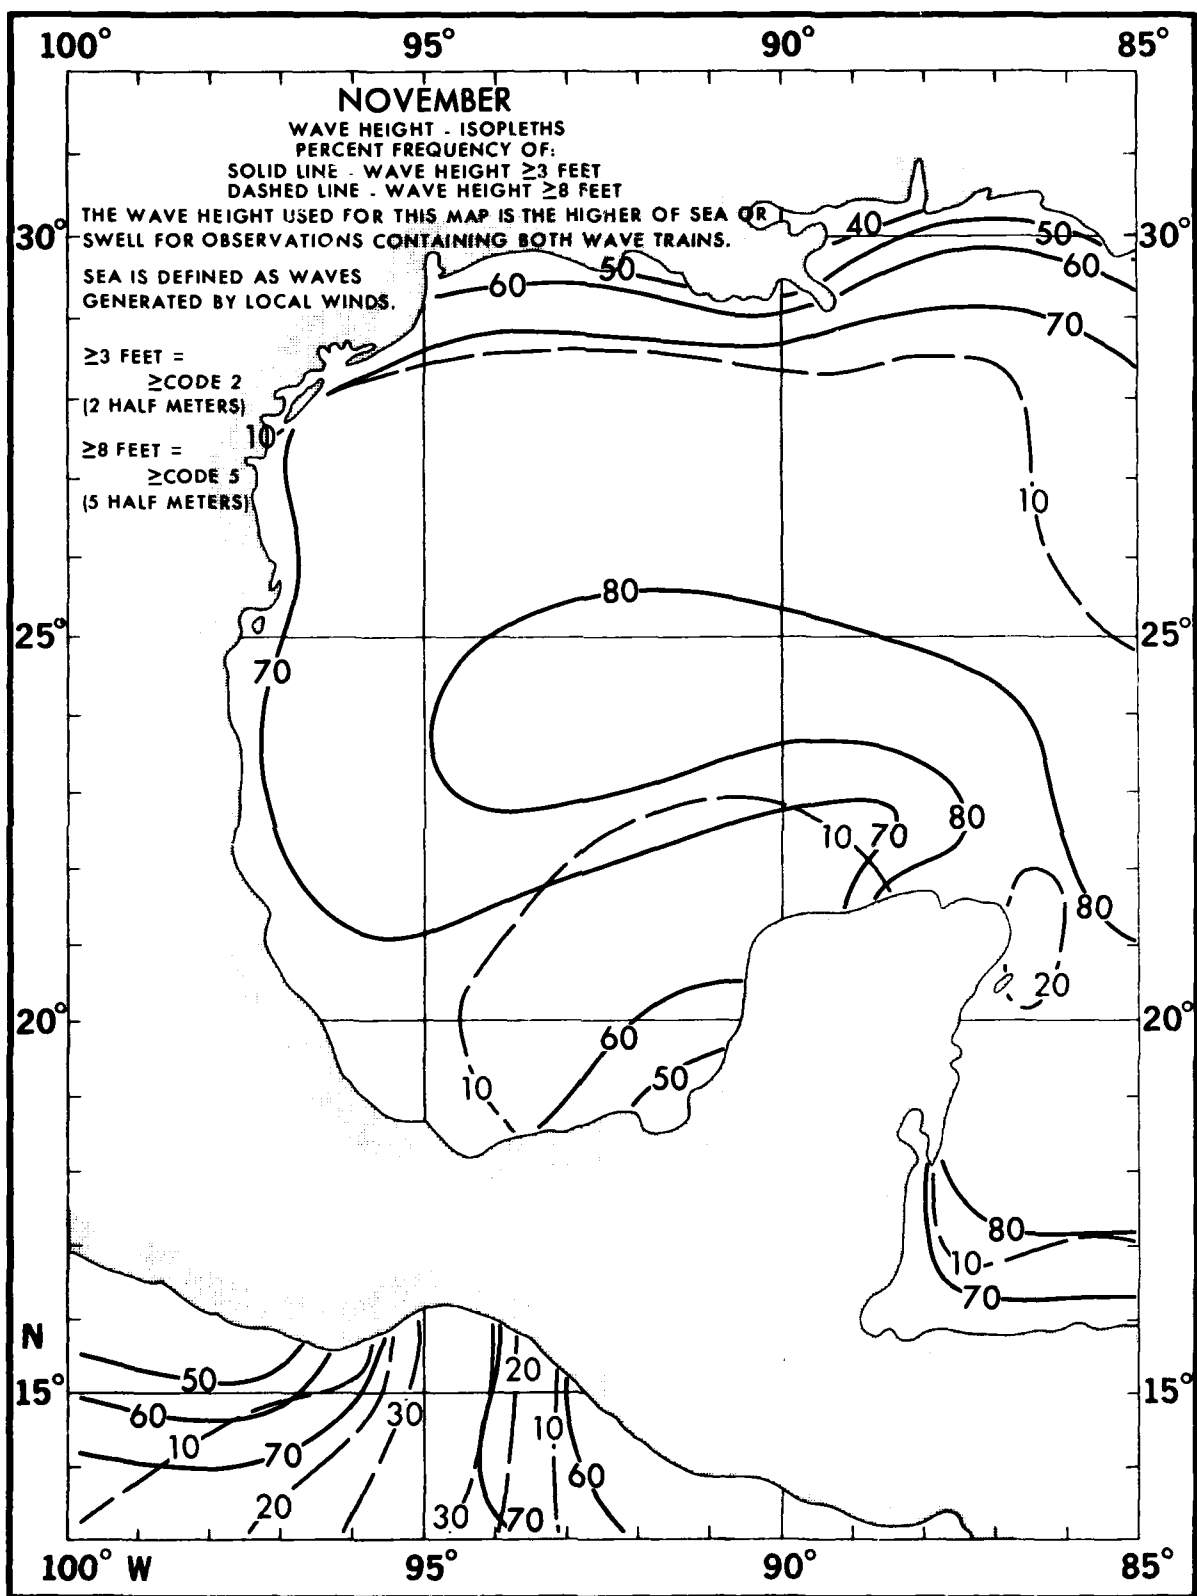 100° 95° 90° 85°
NOVEMBER
WAVE HEIGHT - ISOPLETHS
PERCENT FREQUENCY OF:
SOLID LINE - WAVE HEIGHT ≥3 FEET
DASHED LINE - WAVE HEIGHT ≥8 FEET
THE WAVE HEIGHT USED FOR THIS MAP IS THE HIGHER OF SEA OR
SWELL FOR OBSERVATIONS CONTAINING BOTH WAVE TRAINS.
SEA IS DEFINED AS WAVES
GENERATED BY LOCAL WINDS.
≥3 FEET =
≥CODE 2
(2 HALF METERS)
≥8 FEET =
≥CODE 5
(5 HALF METERS)
40
30° 50 30°
50 60
60
70
10
10
80
25° 25°
70
80
10 70
80
20
20° 20°
60
50
10
80
10
70
N
50 20
15° 15°
60 30 10
10 70
60
20 30 70
100° W 95° 90° 85°